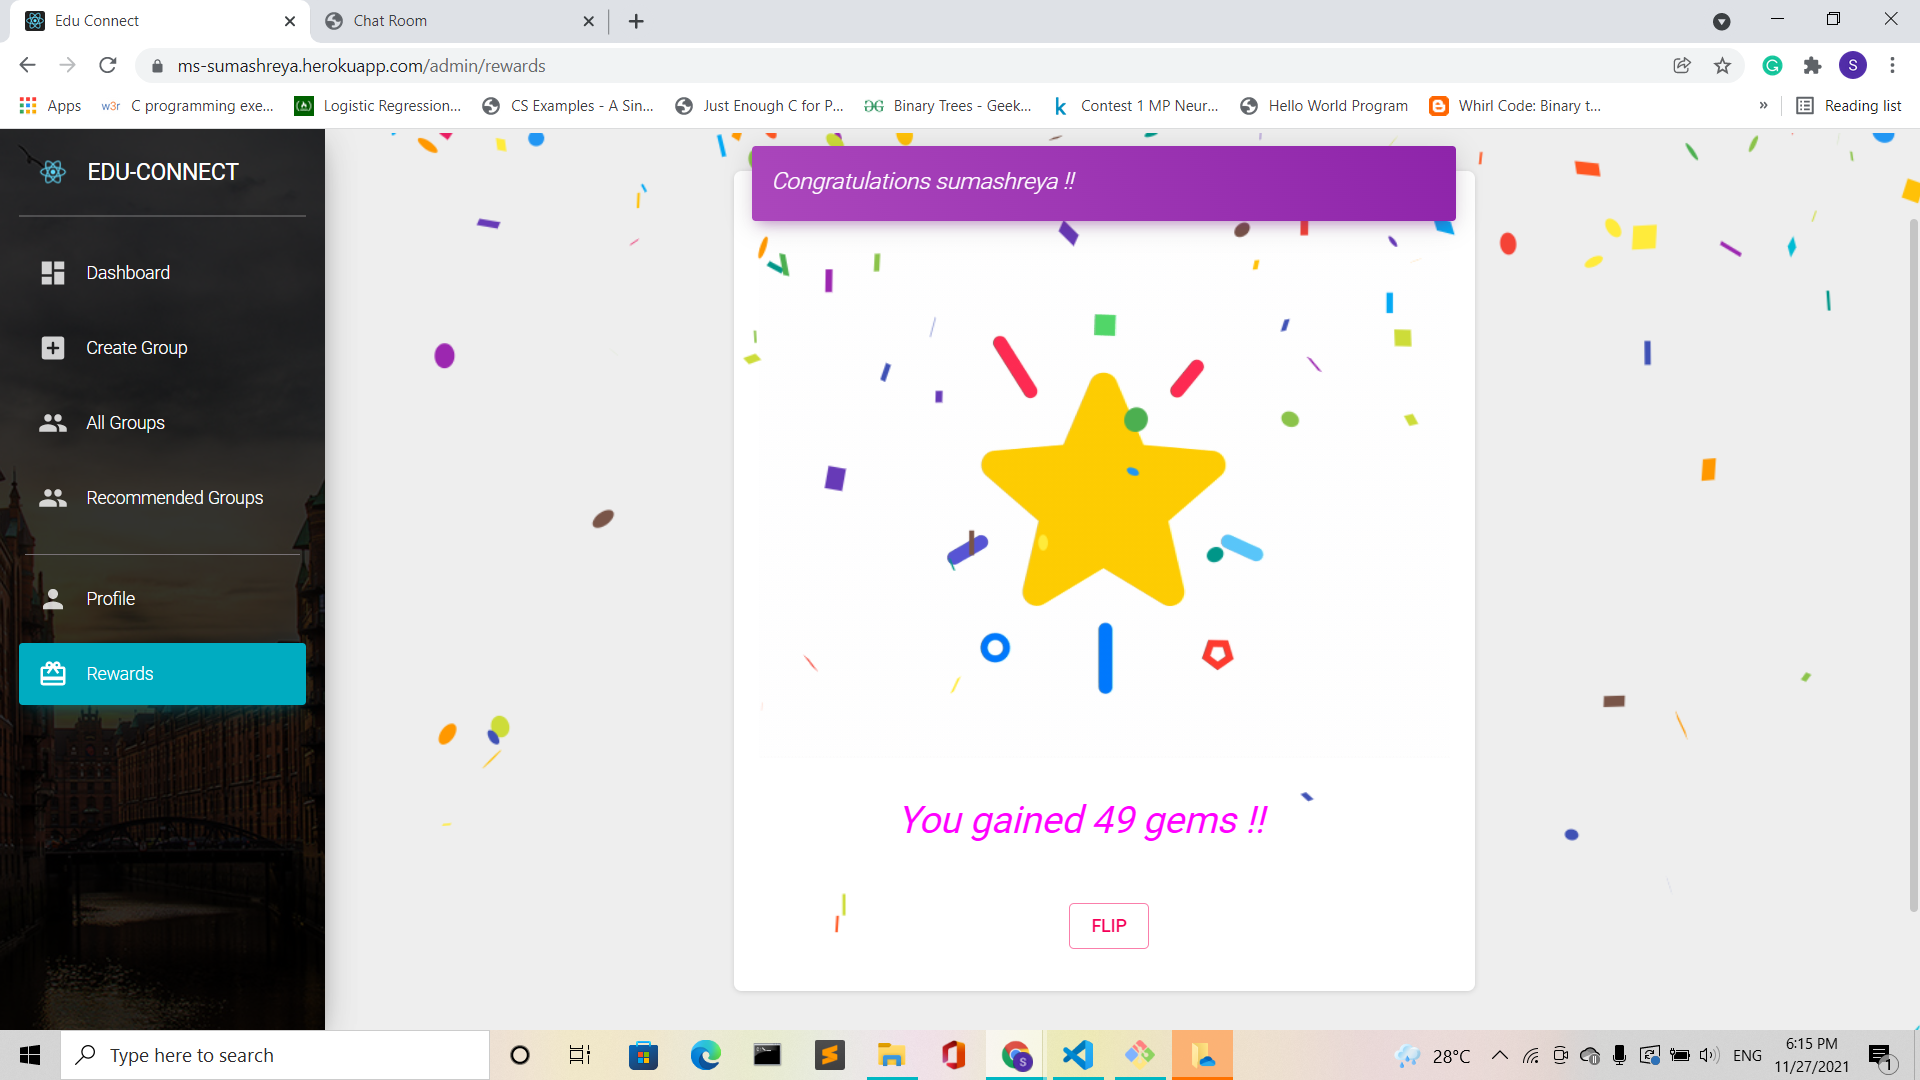 Edu Connect
Chat Room
ms-sumashreya.herokuapp.com/admin/rewards
S
Apps
w3r
C programming exe...
Logistic Regression...
CS Examples - A Sin...
Just Enough C for P...
Binary Trees - Geek...
k
Contest 1 MP Neur...
Hello World Program
Whirl Code: Binary t...
»
Reading list
EDU-CONNECT
Congratulations sumashreya !!
Dashboard
Create Group
All Groups
Recommended Groups
Profile
Rewards
You gained 49 gems !!
FLIP
Type here to search
S
28°C
ENG
6:15 PM
11/27/2021
1